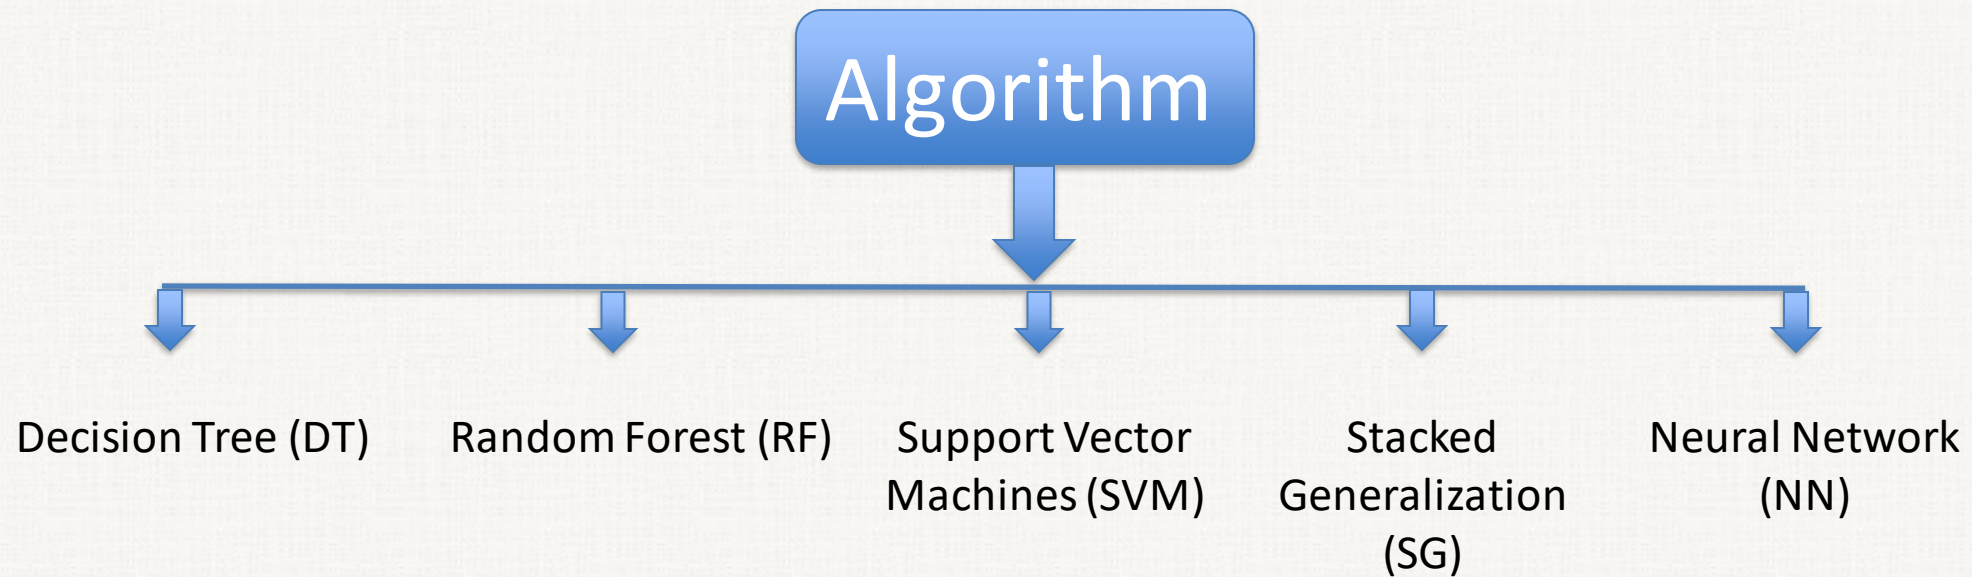 Algorithm
Decision Tree (DT)
Random Forest (RF)
Support Vector
Machines (SVM)
Stacked
Generalization
(SG)
Neural Network
(NN)